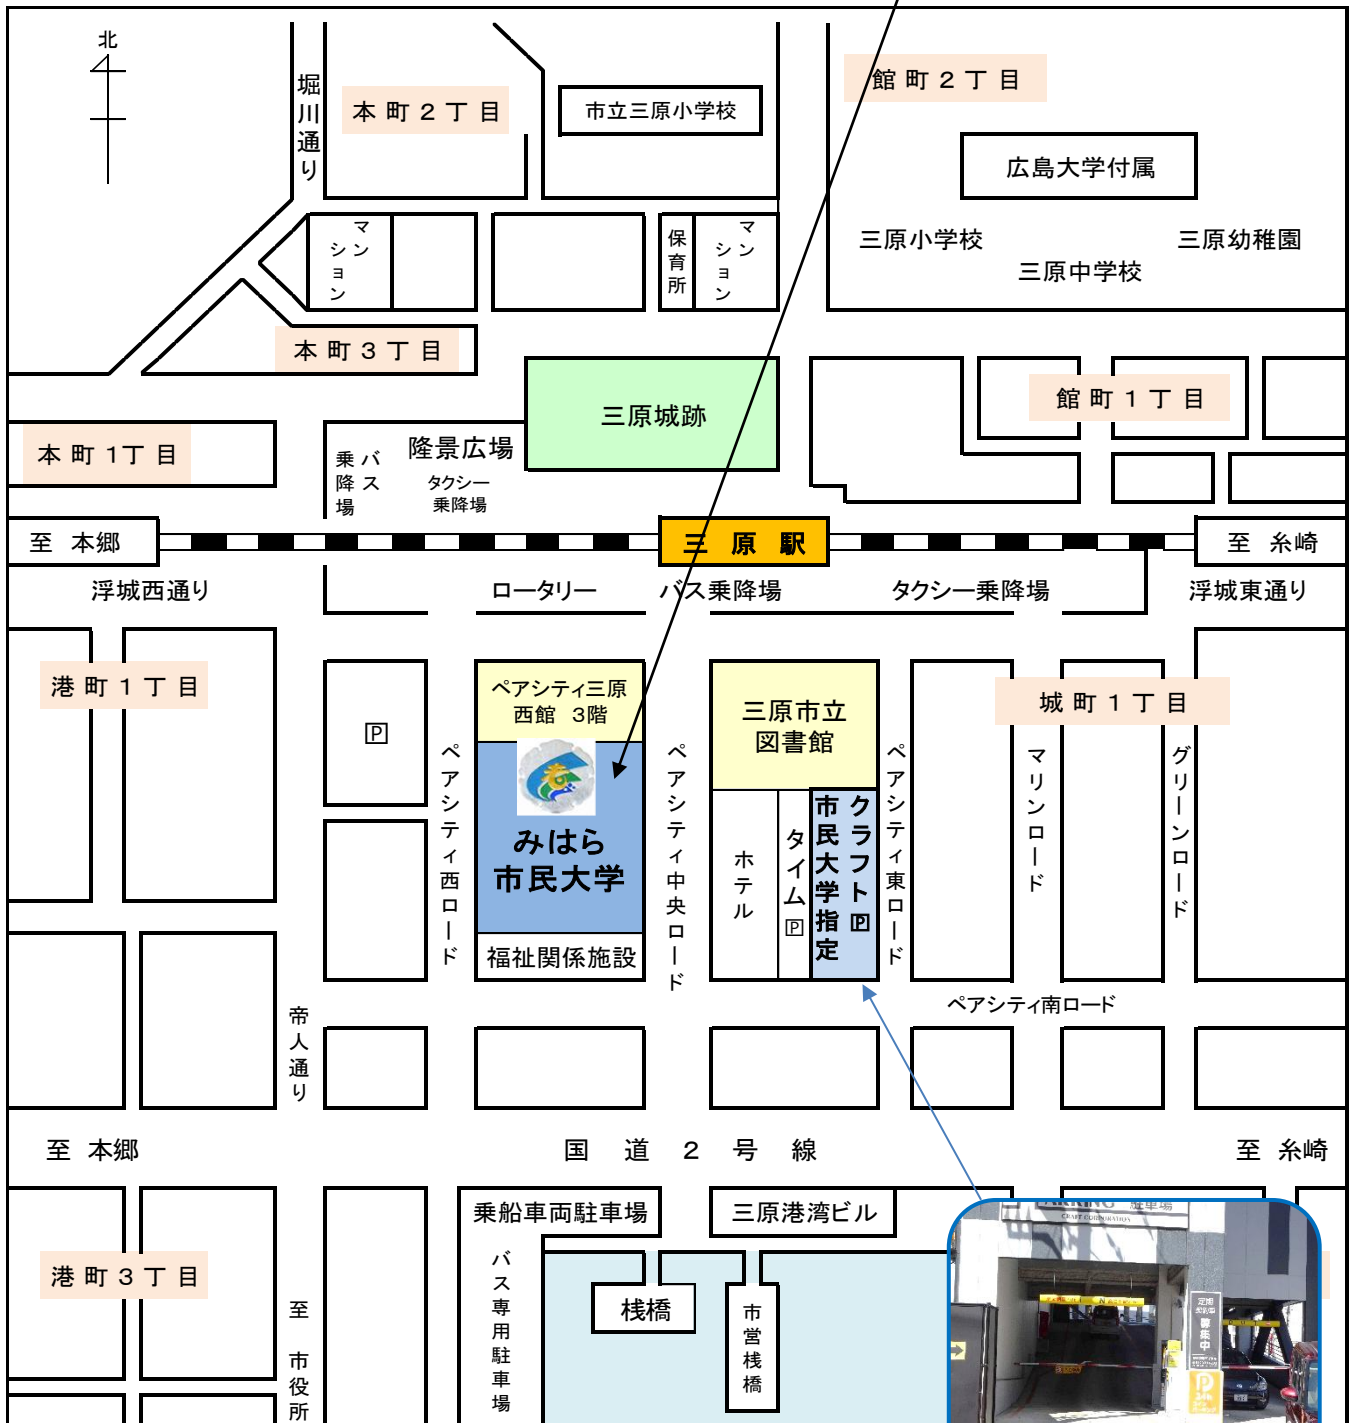 北
堀川通り
本町2丁目
市立三原小学校
館町2丁目
広島大学付属
三原小学校
三原幼稚園
三原中学校
マンション
保育所
マンション
本町3丁目
三原城跡
館町1丁目
本町1丁目
バス乗降場
隆景広場
タクシー
乗降場
至 本郷
三原駅
至 糸崎
浮城西通り
ロータリー
バス乗降場
タクシー乗降場
浮城東通り
港町1丁目
P
ペアシティ西ロード
ペアシティ三原
西館 3階
みはら
市民大学
福祉関係施設
ペアシティ中央ロード
三原市立
図書館
ホテル
タイムP
クラフトP
市民大学指定
ペアシティ東ロード
城町1丁目
マリンロード
グリーンロード
ペアシティ南ロード
帝人通り
至 本郷
国道2号線
至 糸崎
乗船車両駐車場
三原港湾ビル
港町3丁目
至 市役所
バス専用駐車場
桟橋
市営桟橋
PARKING 駐車場
CRAFT CORPORATION
募集中
P